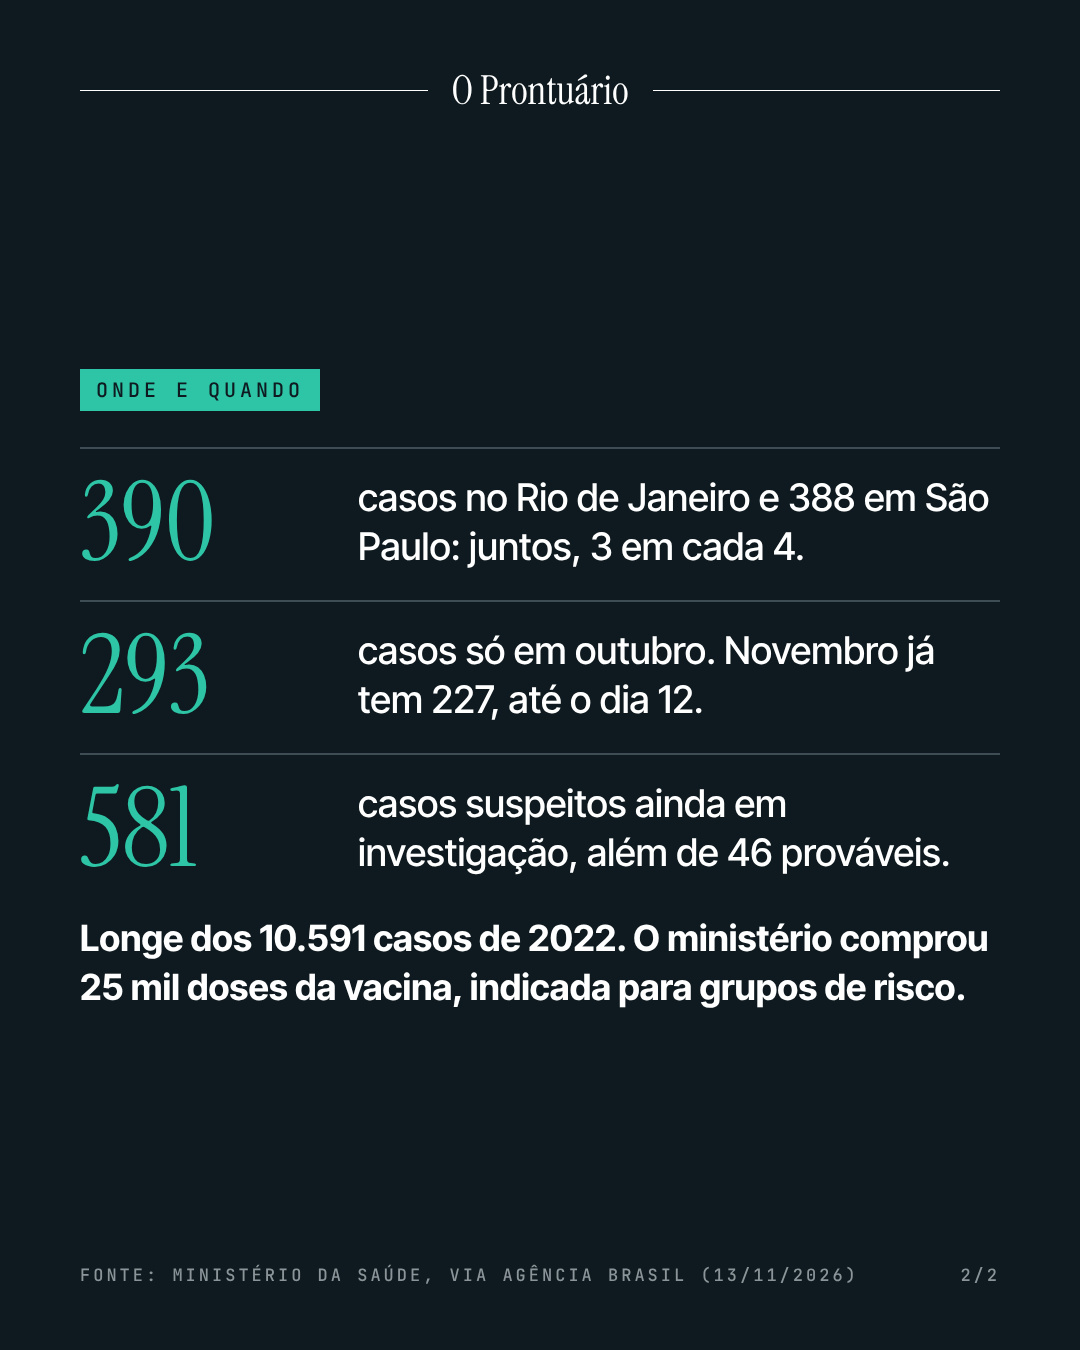 O Prontuário
ONDE E QUANDO
390
casos no Rio de Janeiro e 388 em São
Paulo: juntos, 3 em cada 4.
293
casos só em outubro. Novembro já
tem 227, até o dia 12.
581
casos suspeitos ainda em
investigação, além de 46 prováveis.
Longe dos 10.591 casos de 2022. O ministério comprou
25 mil doses da vacina, indicada para grupos de risco.
FONTE: MINISTÉRIO DA SAÚDE, VIA AGÊNCIA BRASIL (13/11/2026)
2/2